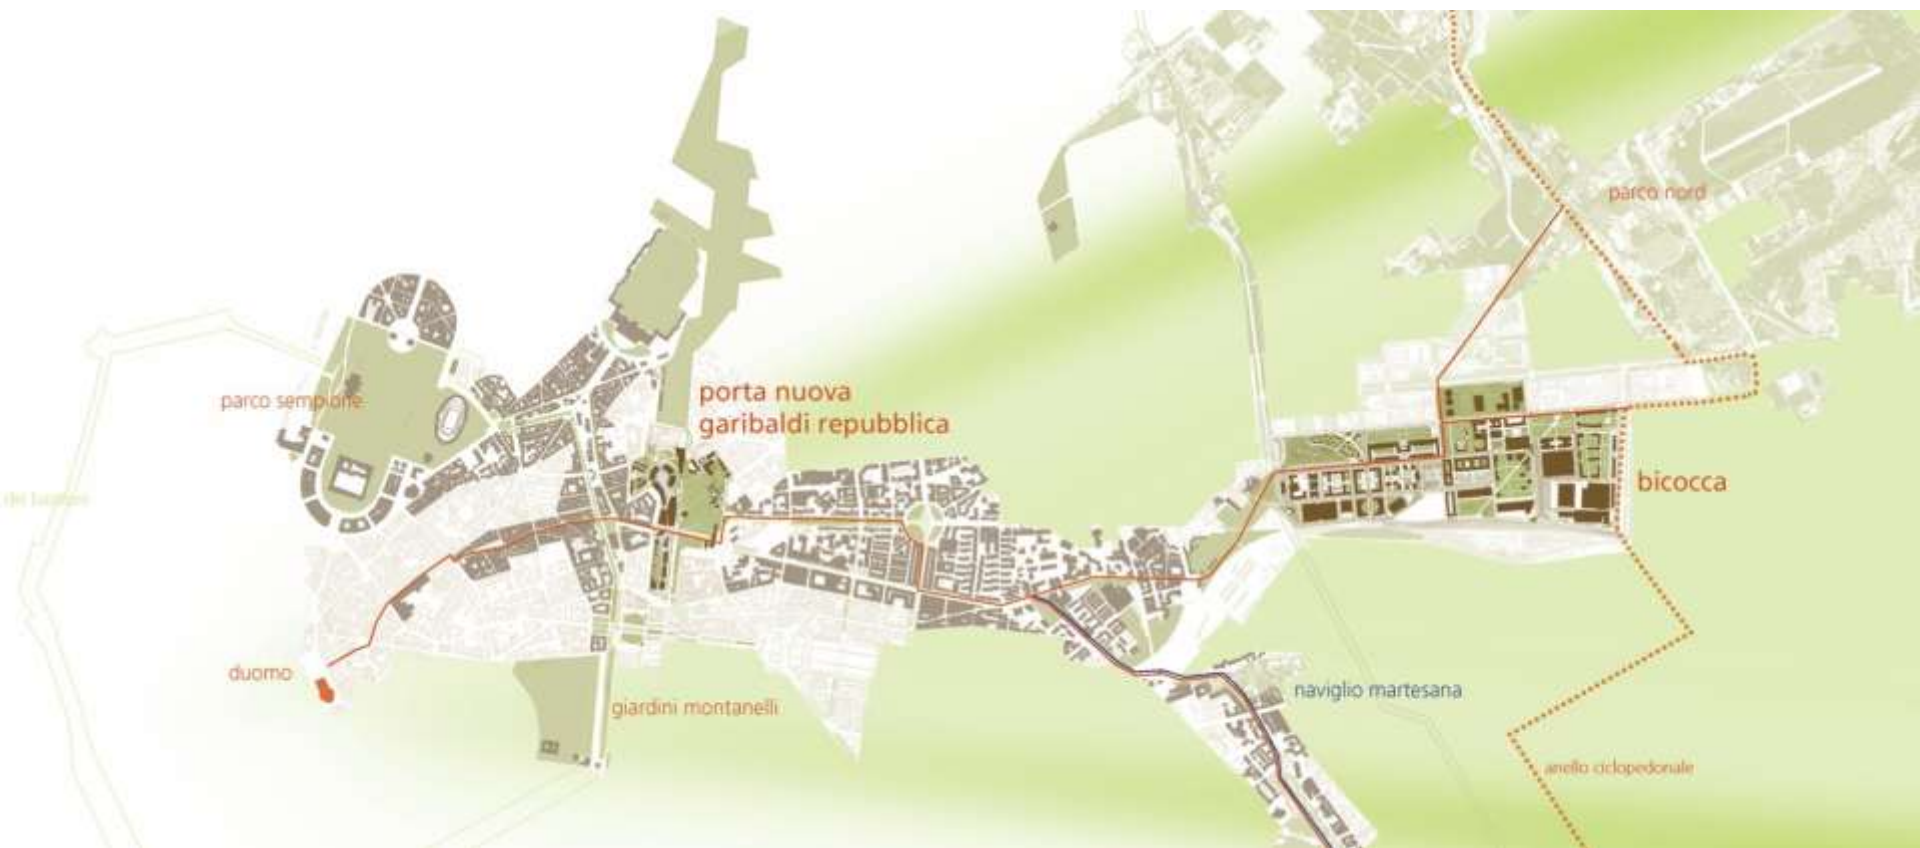 parco nord
porta nuova
garibaldi repubblica
parco sempione
bicocca
duomo
naviglio martesana
giardini montanelli
anello ciclopedonale